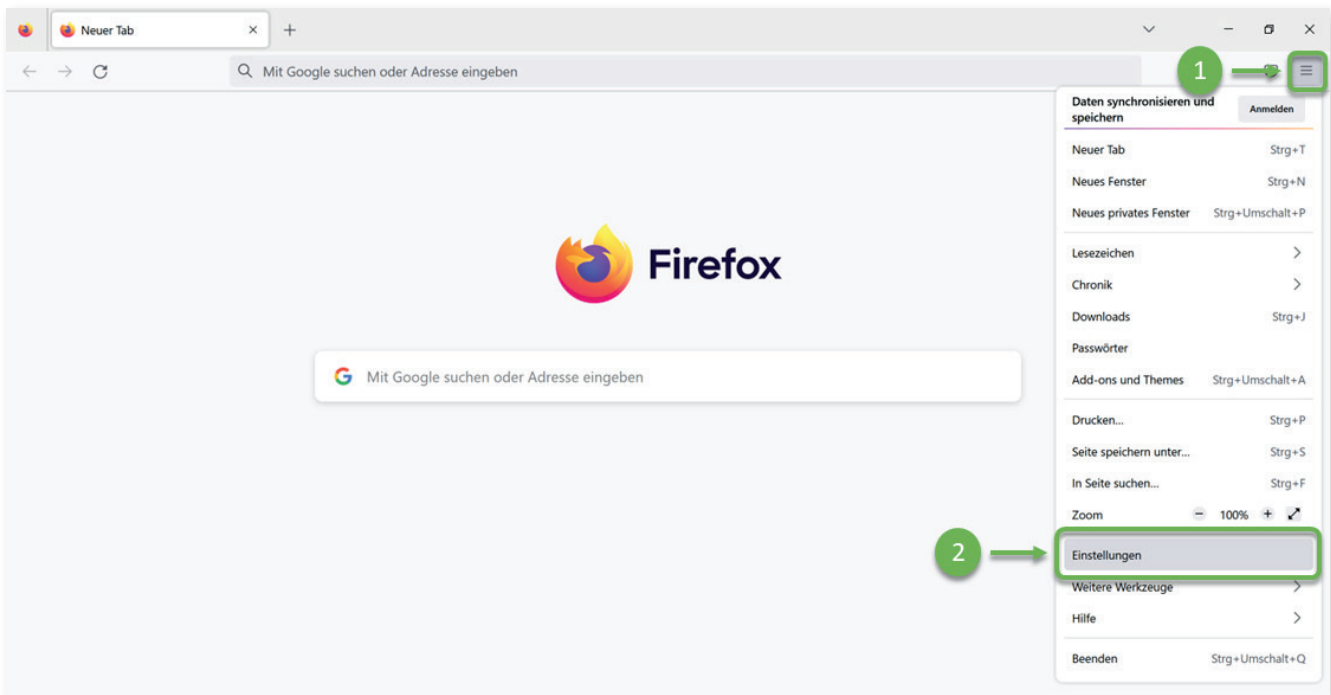 Neuer Tab
Mit Google suchen oder Adresse eingeben
1
Daten synchronisieren und
speichern
Anmelden
Neuer Tab Strg+T
Neues Fenster Strg+N
Neues privates Fenster Strg+Umschalt+P
Lesezeichen
Chronik
Downloads Strg+J
Passwörter
Add-ons und Themes Strg+Umschalt+A
Firefox
Mit Google suchen oder Adresse eingeben
Drucken... Strg+P
Seite speichern unter... Strg+S
In Seite suchen... Strg+F
Zoom 100%
2
Einstellungen
Weitere Werkzeuge
Hilfe
Beenden Strg+Umschalt+Q